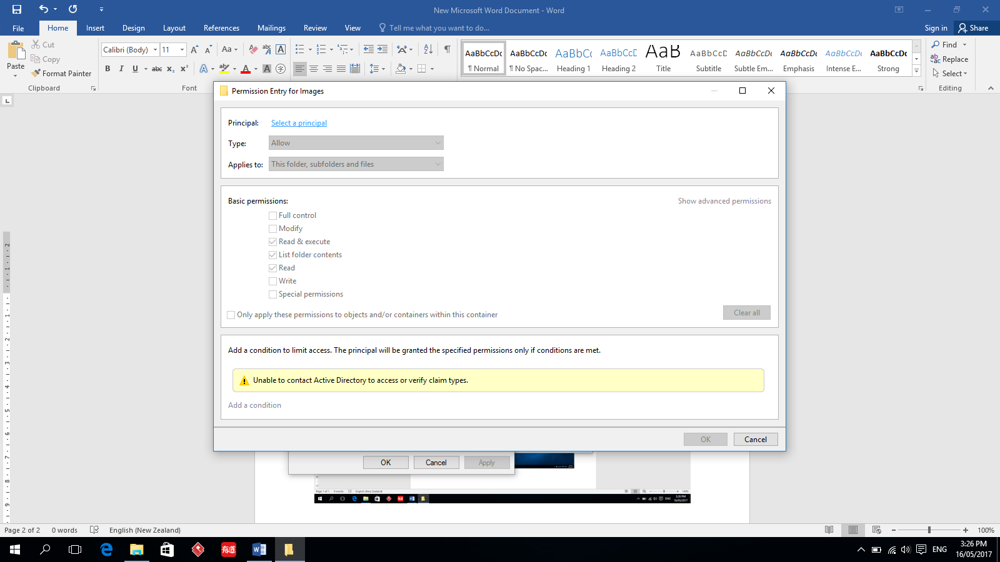 New Microsoft Word Document - Word
File Home Insert Design Layout References Mailings Review View Tell me what you want to do... Sign in Share
Paste
Cut
Copy
Format Painter
Clipboard
Calibri (Body) 11
Font
AaBbCcDc AaBbCcDc AaBbCc AaBbCcC AaB AaBbCcD AaBbCcDc AaBbCcDc AaBbCcDc AaBbCcDc
¶ Normal ¶ No Spac... Heading 1 Heading 2 Title Subtitle Subtle Em... Emphasis Intense E... Strong
Find
Replace
Select
Editing
Permission Entry for Images
Principal: Select a principal
Type: Allow
Applies to: This folder, subfolders and files
Basic permissions: Show advanced permissions
Full control
Modify
Read & execute
List folder contents
Read
Write
Special permissions
Only apply these permissions to objects and/or containers within this container
Clear all
Add a condition to limit access. The principal will be granted the specified permissions only if conditions are met.
Unable to contact Active Directory to access or verify claim types.
Add a condition
OK Cancel
OK Cancel Apply
Page 2 of 2 0 words English (New Zealand) 100%
有道
ENG
3:26 PM
16/05/2017